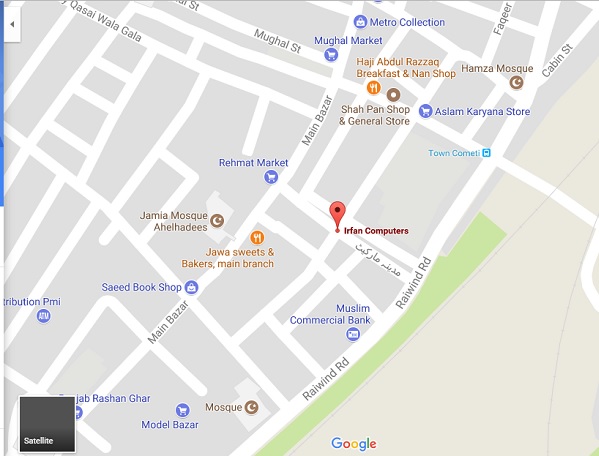 y Qasai Wala Gala
St
Metro Collection
Mughal St
Mughal Market
Faqeer
Haji Abdul Razzaq
Breakfast & Nan Shop
Hamza Mosque
Cabin St
Shah Pan Shop
& General Store
Aslam Karyana Store
Main Bazar
Town Cometi
Rehmat Market
Jamia Mosque
Ahelhadees
Irfan Computers
Jawa sweets &
Bakers, main branch
مدینہ مارکیٹ
Saeed Book Shop
Raiwind Rd
tribution Pmi
ATM
Main Bazar
Muslim
Commercial Bank
Raiwind Rd
jab Rashan Ghar
Mosque
Model Bazar
Satellite
Google